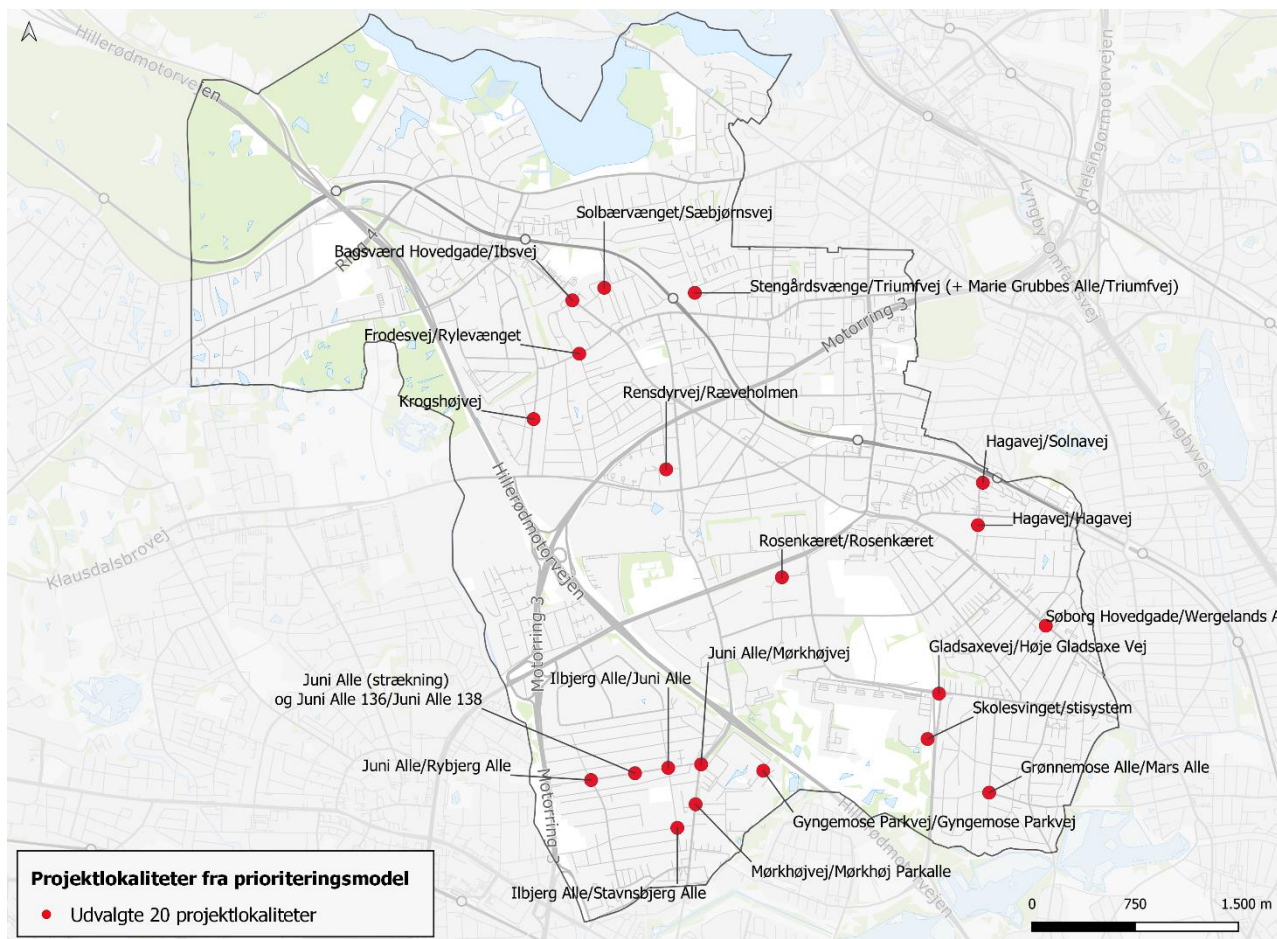 Hillerødmotorvejen
Helsingørmotorvejen
Lyngby Omfartsvej
Solbærvænget/Sæbjørnsvej
Ring 4
Bagsværd Hovedgade/Ibsvej
Stengårdsvænge/Triumfvej (+ Marie Grubbes Alle/Triumfvej)
Motorring 3
Frodesvej/Rylevænget
Rensdyrvej/Ræveholmen
Krogshøjvej
Lyngbyvej
Hagavej/Solnavej
Hillerødmotorvejen
Hagavej/Hagavej
Klausdalsbrovej
Rosenkæret/Rosenkæret
Motorring 3
Søborg Hovedgade/Wergelands A
Gladsaxevej/Høje Gladsaxe Vej
Juni Alle/Mørkhøjvej
Ilbjerg Alle/Juni Alle
Juni Alle (strækning)
og Juni Alle 136/Juni Alle 138
Skolesvinget/stisystem
Juni Alle/Rybjerg Alle
Grønnemose Alle/Mars Alle
Motorring 3
Gyngemose Parkvej/Gyngemose Parkvej
Hillerødmotorvejen
Mørkhøjvej/Mørkhøj Parkalle
Ilbjerg Alle/Stavnsbjerg Alle
Projektlokaliteter fra prioriteringsmodel
Udvalgte 20 projektlokaliteter
0 750 1.500 m